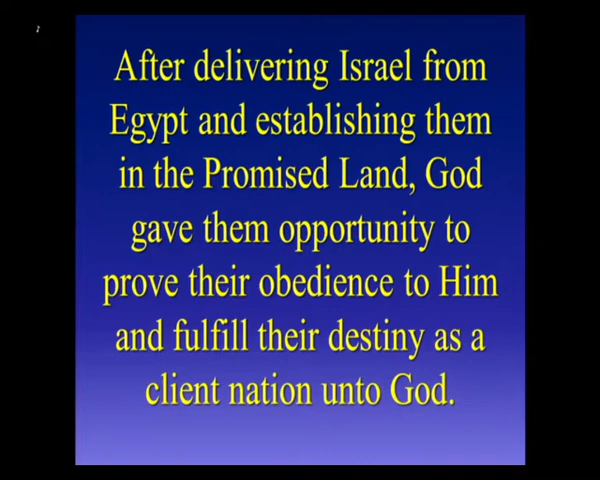 After delivering Israel from
Egypt and establishing them
in the Promised Land, God
gave them opportunity to
prove their obedience to Him
and fulfill their destiny as a
client nation unto God.